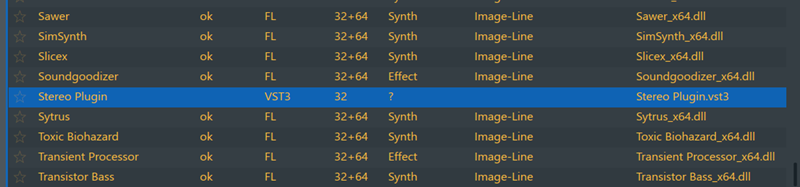 Sawer ok FL 32+64 Synth Image-Line Sawer_x64.dll
SimSynth ok FL 32+64 Synth Image-Line SimSynth_x64.dll
Slicex ok FL 32+64 Synth Image-Line Slicex_x64.dll
Soundgoodizer ok FL 32+64 Effect Image-Line Soundgoodizer_x64.dll
Stereo Plugin VST3 32 ? Stereo Plugin.vst3
Sytrus ok FL 32+64 Synth Image-Line Sytrus_x64.dll
Toxic Biohazard ok FL 32+64 Synth Image-Line Toxic Biohazard_x64.dll
Transient Processor ok FL 32+64 Effect Image-Line Transient Processor_x64.dll
Transistor Bass ok FL 32+64 Synth Image-Line Transistor Bass_x64.dll